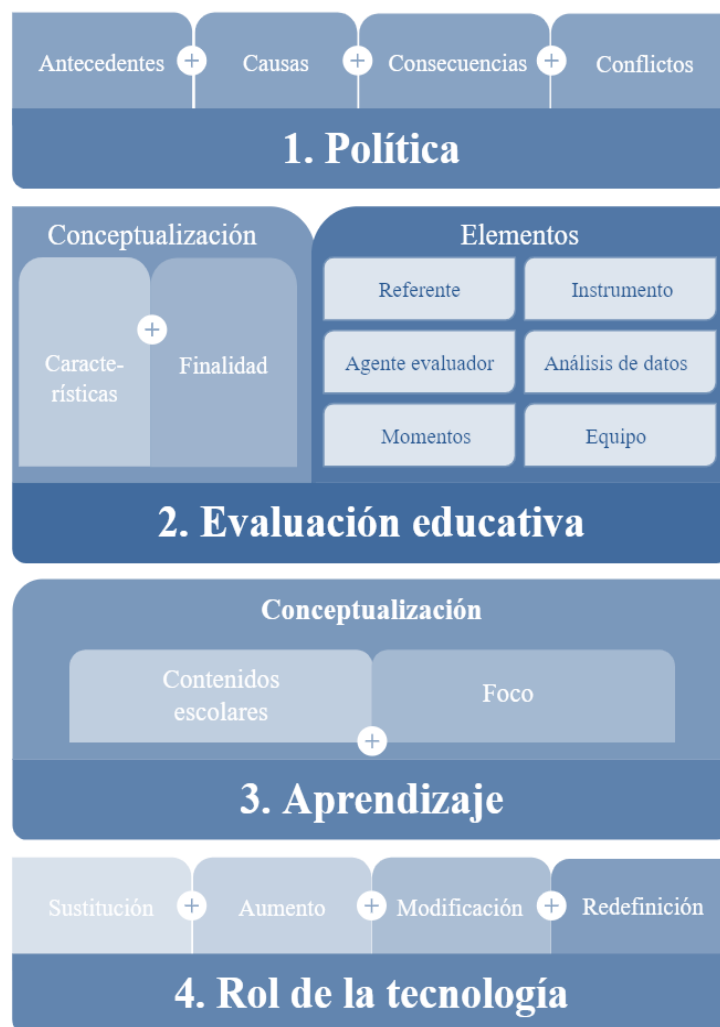 Antecedentes + Causas + Consecuencias + Conflictos
1. Política
Conceptualización
Caracte-
rísticas
+
Finalidad
Elementos
Referente
Instrumento
Agente evaluador
Análisis de datos
Momentos
Equipo
2. Evaluación educativa
Conceptualización
Contenidos
escolares
+
Foco
3. Aprendizaje
Sustitución + Aumento + Modificación + Redefinición
4. Rol de la tecnología